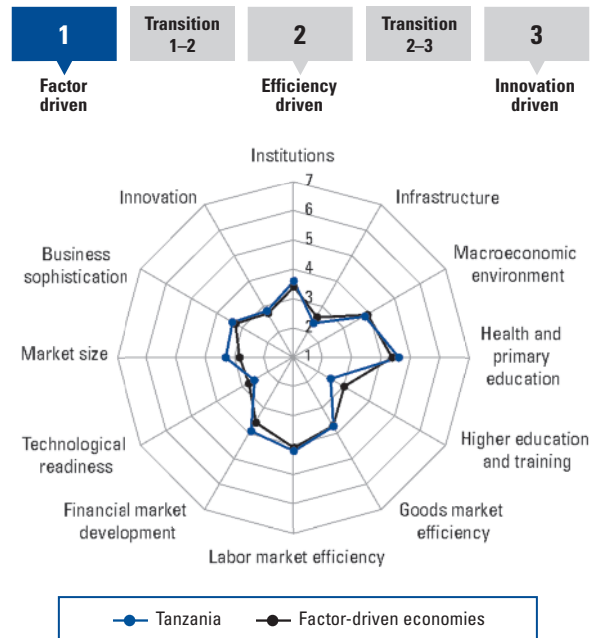 1
Transition
1–2
2
Transition
2–3
3
Factor
driven
Efficiency
driven
Innovation
driven
Institutions
Innovation
7
Infrastructure
6
Business
sophistication
5
Macroeconomic
environment
4
3
2
Market size
1
Health and
primary
education
Technological
readiness
Higher education
and training
Financial market
development
Goods market
efficiency
Labor market efficiency
Tanzania
Factor-driven economies